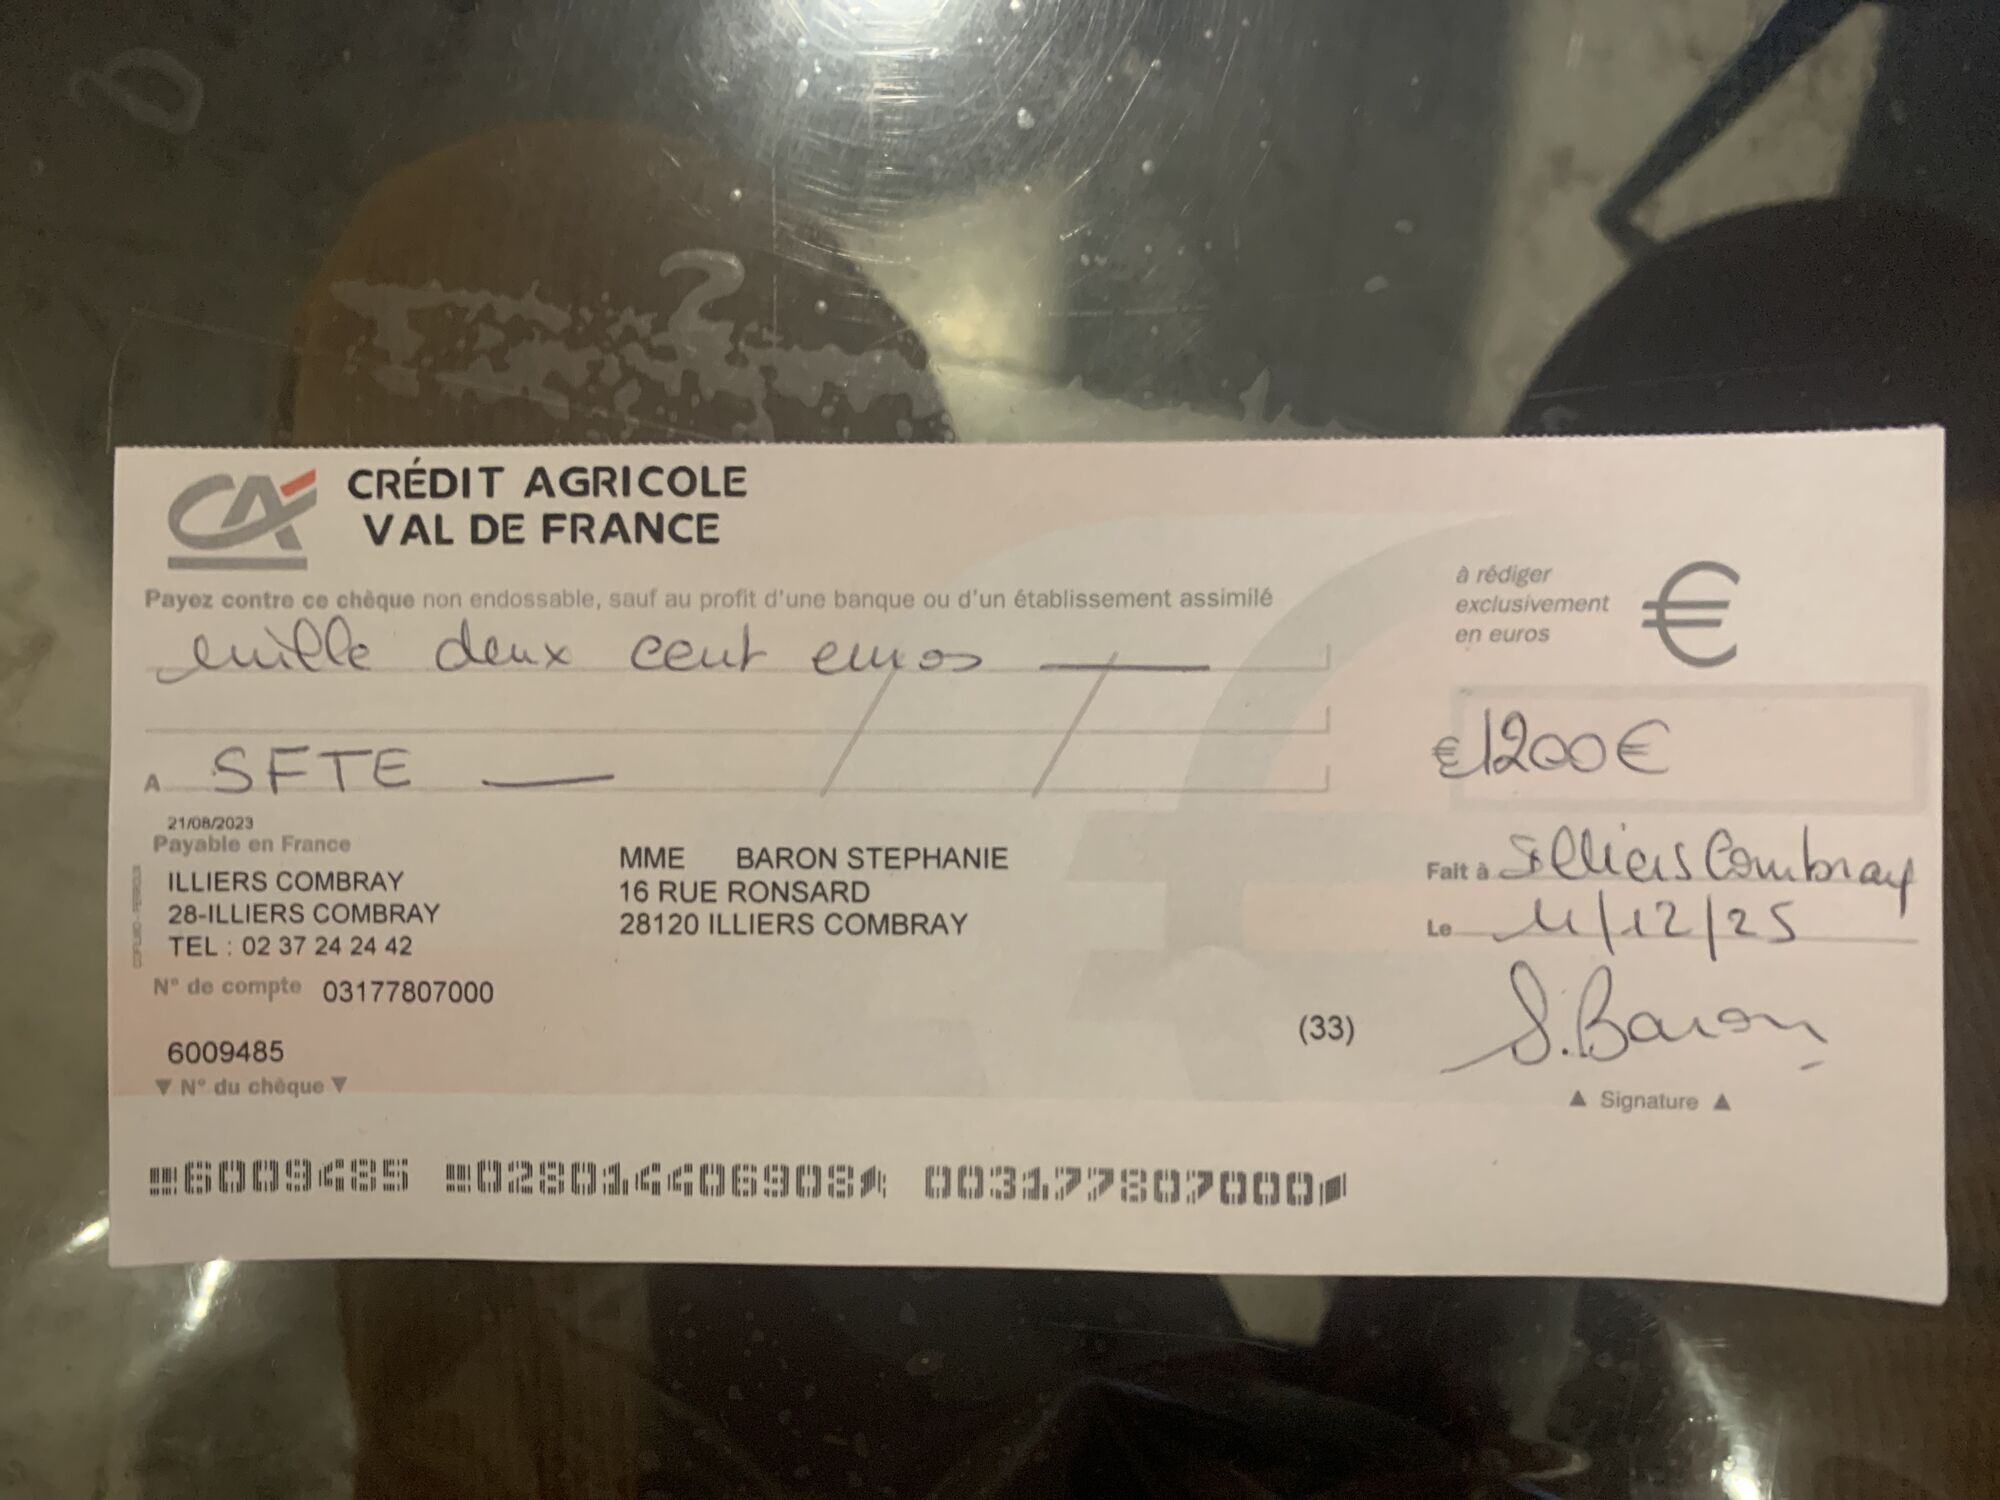 CA CRÉDIT AGRICOLE
VAL DE FRANCE
Payez contre ce chèque non endossable, sauf au profit d'une banque ou d'un établissement assimilé
à rédiger
exclusivement
en euros
€
mille deux cent euros
€ 1200€
A SFTE
21/08/2023
Payable en France
ILLIERS COMBRAY
28-ILLIERS COMBRAY
TEL : 02 37 24 24 42
MME BARON STEPHANIE
16 RUE RONSARD
28120 ILLIERS COMBRAY
Fait à Illiers Combray
Le 11/12/25
N° de compte 03177807000
(33)
S. Baron
6009485
▼ N° du chèque ▼
▲ Signature ▲
6009485 028014406908 003177807000